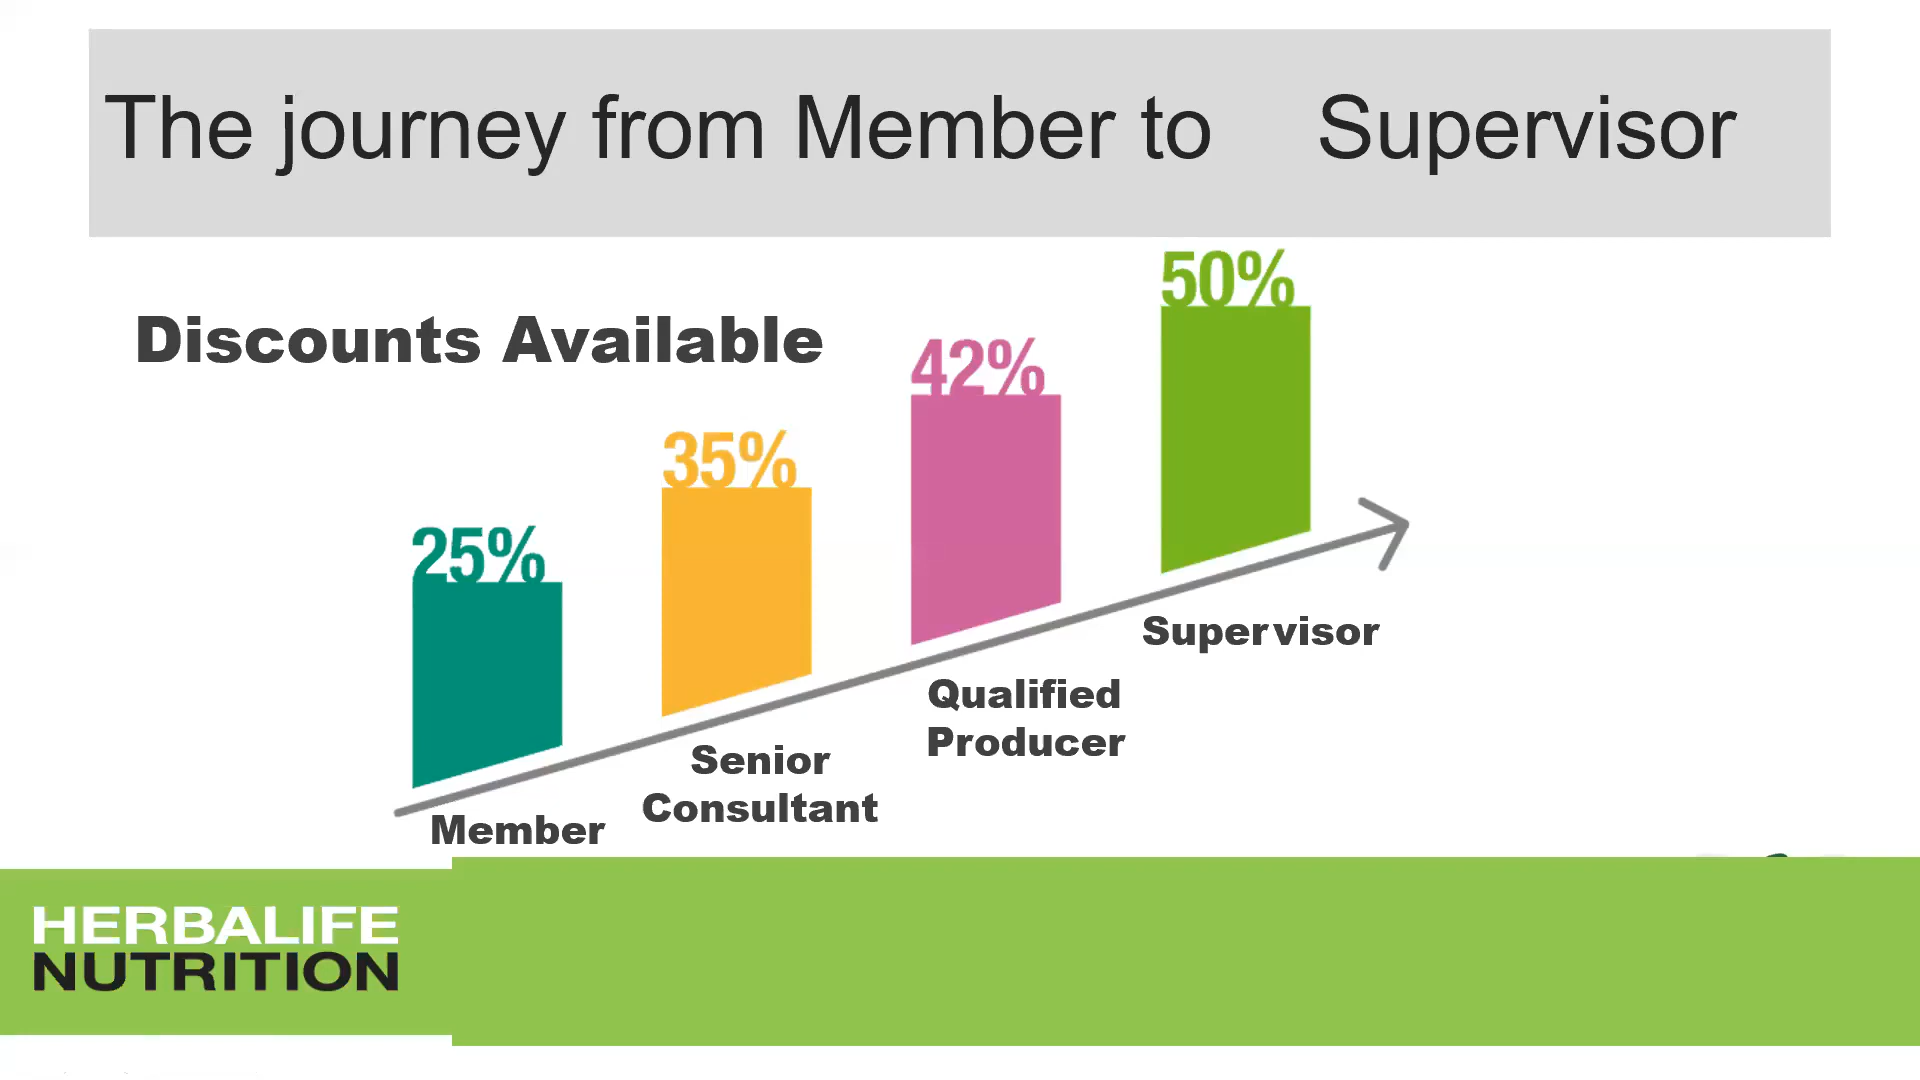 The journey from Member to Supervisor
Discounts Available
25%
35%
42%
50%
Member
Senior
Consultant
Qualified
Producer
Supervisor
HERBALIFE
NUTRITION